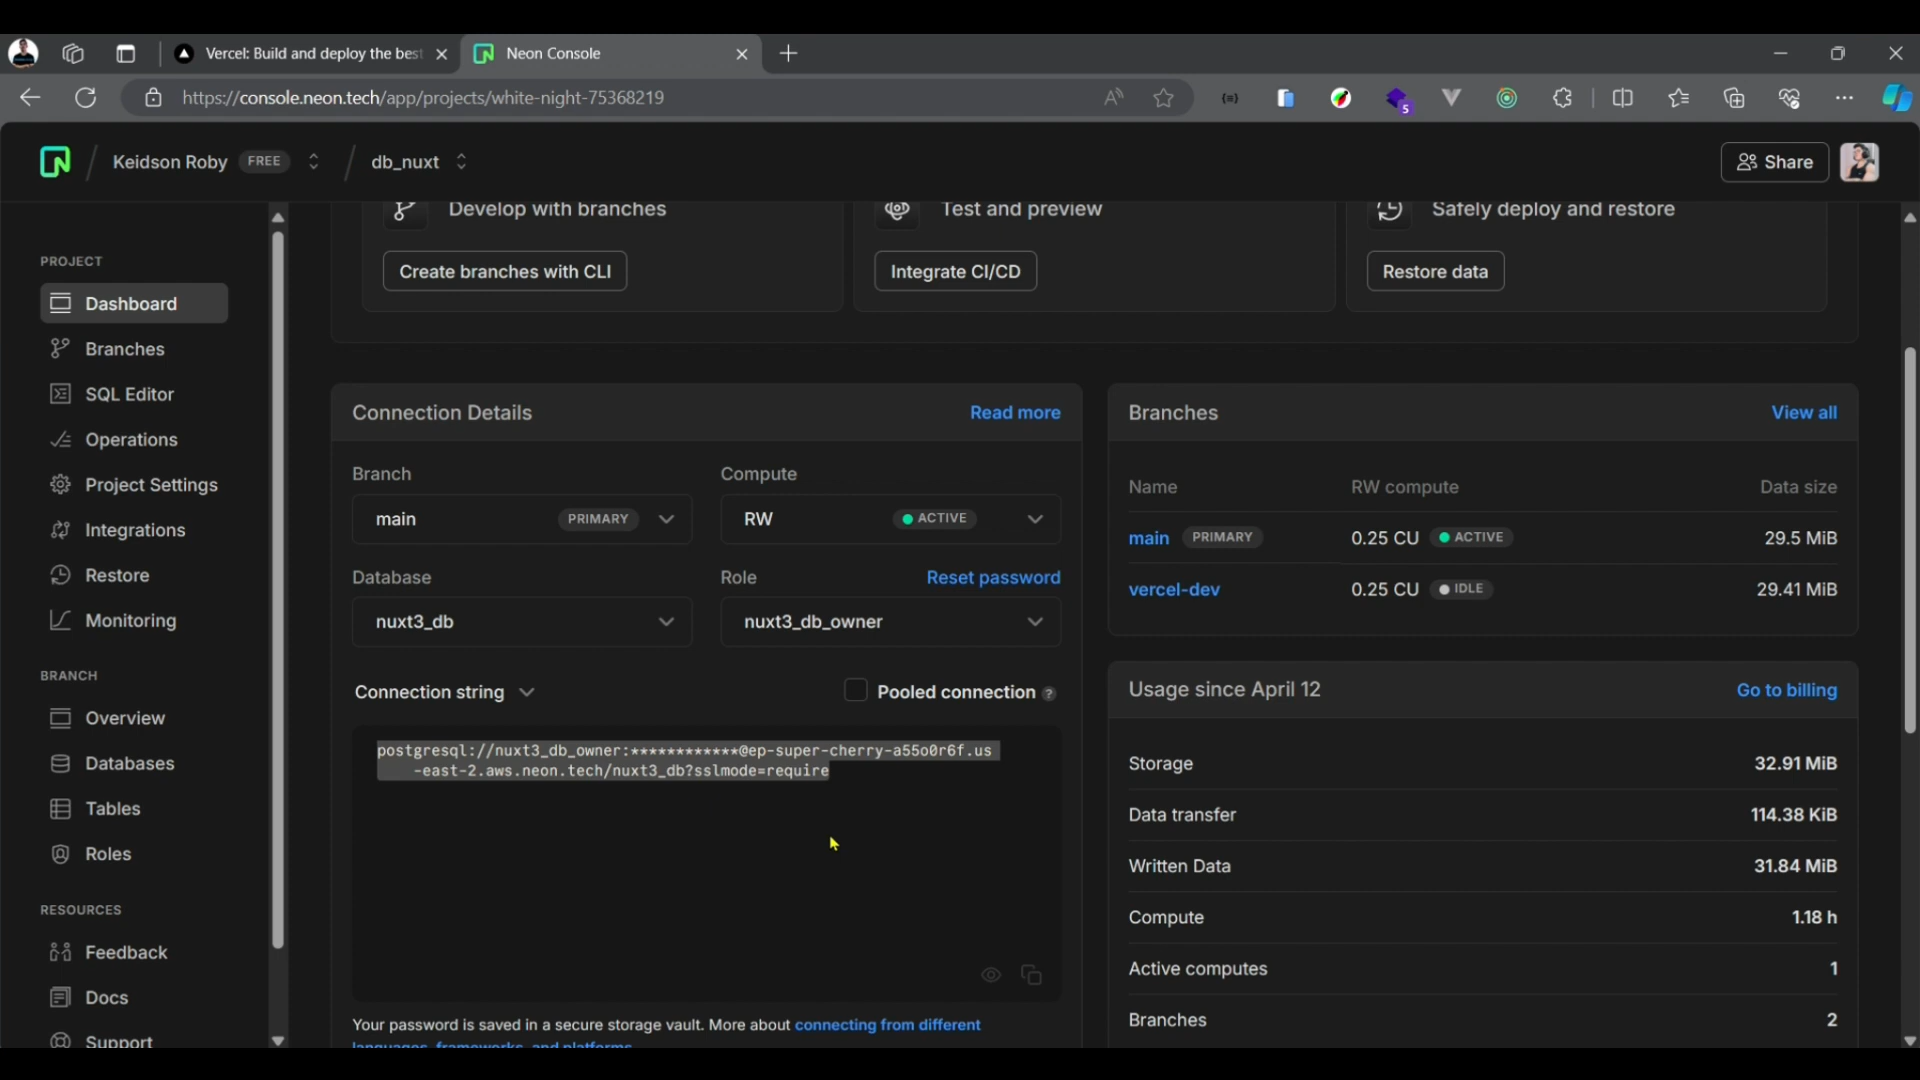 Vercel: Build and deploy the best
Neon Console
https://console.neon.tech/app/projects/white-night-75368219
5
Keidson Roby FREE
db_nuxt
Share
Develop with branches
Test and preview
Safely deploy and restore
Create branches with CLI
Integrate CI/CD
Restore data
PROJECT
Dashboard
Branches
SQL Editor
Operations
Project Settings
Integrations
Restore
Monitoring
BRANCH
Overview
Databases
Tables
Roles
RESOURCES
Feedback
Docs
Support
Connection Details Read more
Branch Compute
main PRIMARY RW ACTIVE
Database Role Reset password
nuxt3_db nuxt3_db_owner
Connection string Pooled connection ?
postgresql://nuxt3_db_owner:************@ep-super-cherry-a55o0r6f.us
-east-2.aws.neon.tech/nuxt3_db?sslmode=require
Your password is saved in a secure storage vault. More about connecting from different
languages, frameworks, and platforms
Branches View all
Name RW compute Data size
main PRIMARY 0.25 CU ACTIVE 29.5 MiB
vercel-dev 0.25 CU IDLE 29.41 MiB
Usage since April 12 Go to billing
Storage 32.91 MiB
Data transfer 114.38 KiB
Written Data 31.84 MiB
Compute 1.18 h
Active computes 1
Branches 2